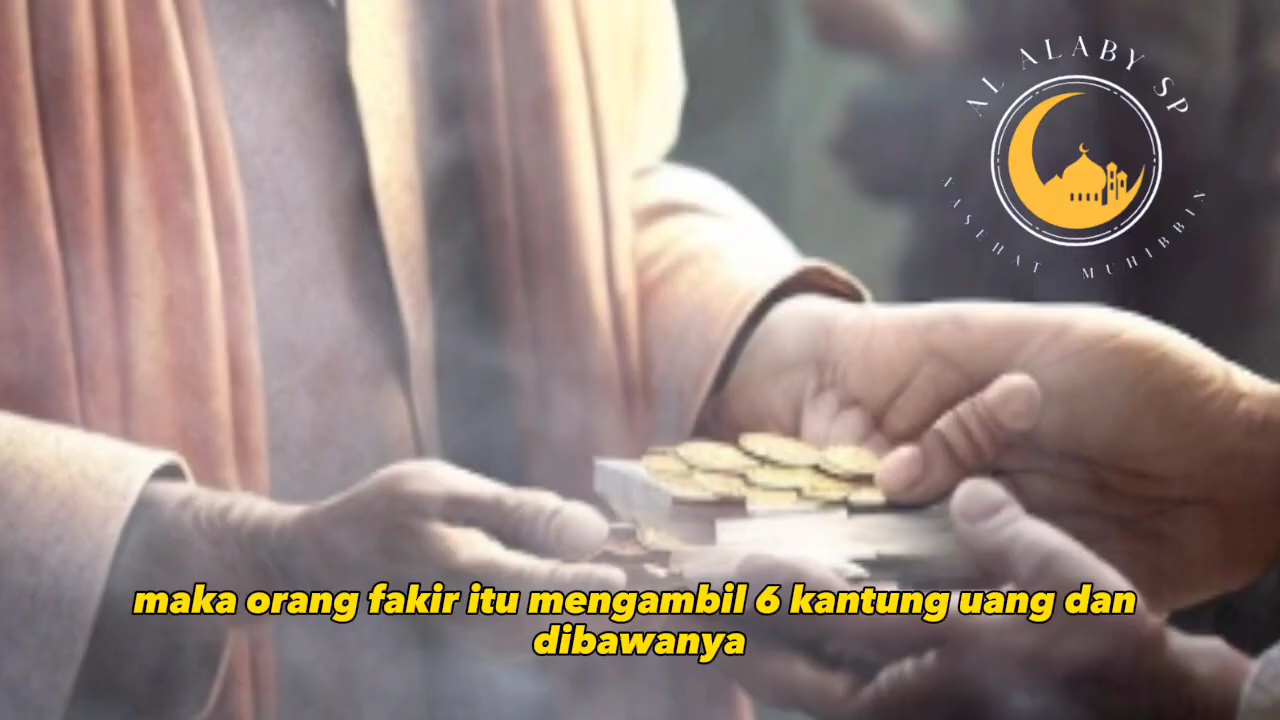 AL ALABY SP
NASEHAT MUHIBBIN
maka orang fakir itu mengambil 6 kantung uang dan
dibawanya